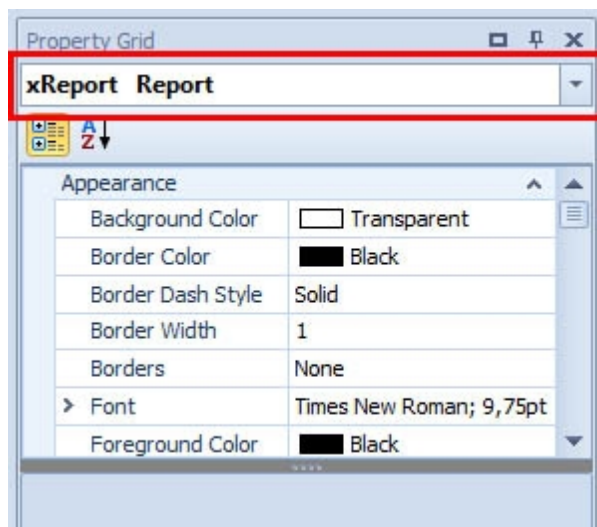 Property Grid
xReport Report
A
Z
Appearance
Background Color Transparent
Border Color Black
Border Dash Style Solid
Border Width 1
Borders None
Font Times New Roman; 9,75pt
Foreground Color Black